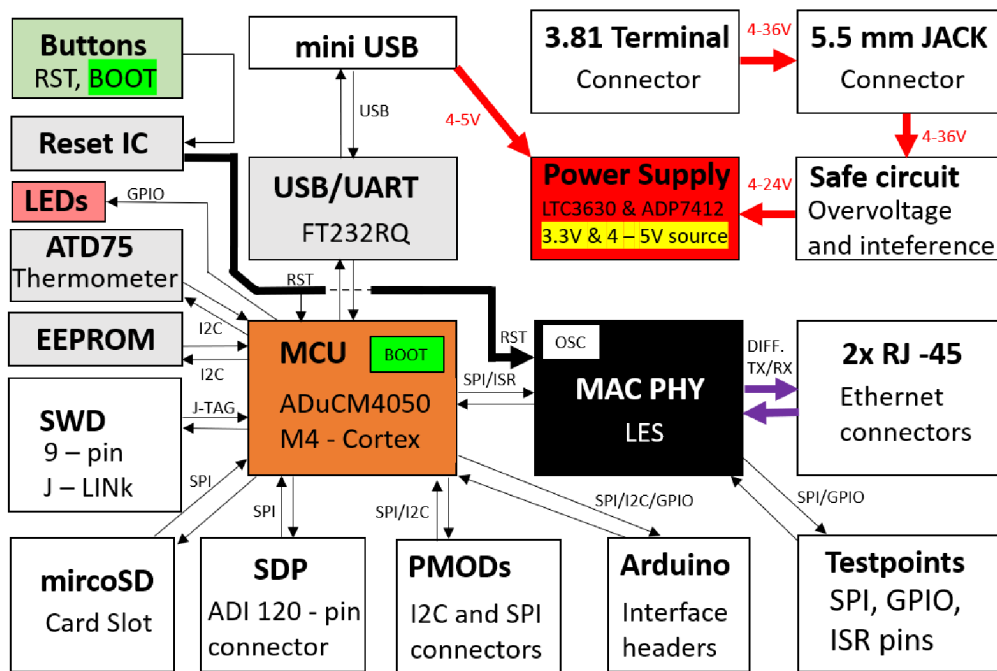 Buttons
RST, BOOT
mini USB
3.81 Terminal
Connector
4-36V
5.5 mm JACK
Connector
USB
4-5V
4-36V
Reset IC
LEDs
GPIO
USB/UART
FT232RQ
Power Supply
LTC3630 & ADP7412
3.3V & 4 – 5V source
4-24V
Safe circuit
Overvoltage
and inteference
ATD75
Thermometer
RST
I2C
EEPROM
I2C
MCU
BOOT
ADuCM4050
M4 - Cortex
SPI/ISR
RST
OSC
MAC PHY
LES
DIFF.
TX/RX
2x RJ -45
Ethernet
connectors
J-TAG
SWD
9 – pin
J – LINk
SPI
SPI
SPI/I2C
SPI/I2C/GPIO
SPI/GPIO
mircoSD
Card Slot
SDP
ADI 120 - pin
connector
PMODs
I2C and SPI
connectors
Arduino
Interface
headers
Testpoints
SPI, GPIO,
ISR pins